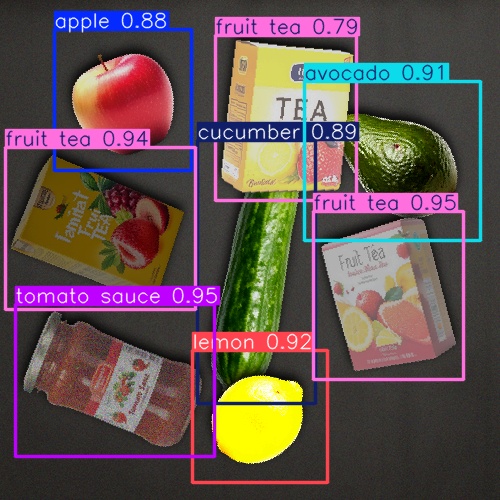 apple 0.88
fruit tea 0.79
avocado 0.91
TEA
cucumber 0.89
fruit tea 0.94
Fruit
TEA
fruit tea 0.95
Fruit Tea
tomato sauce 0.95
lemon 0.92